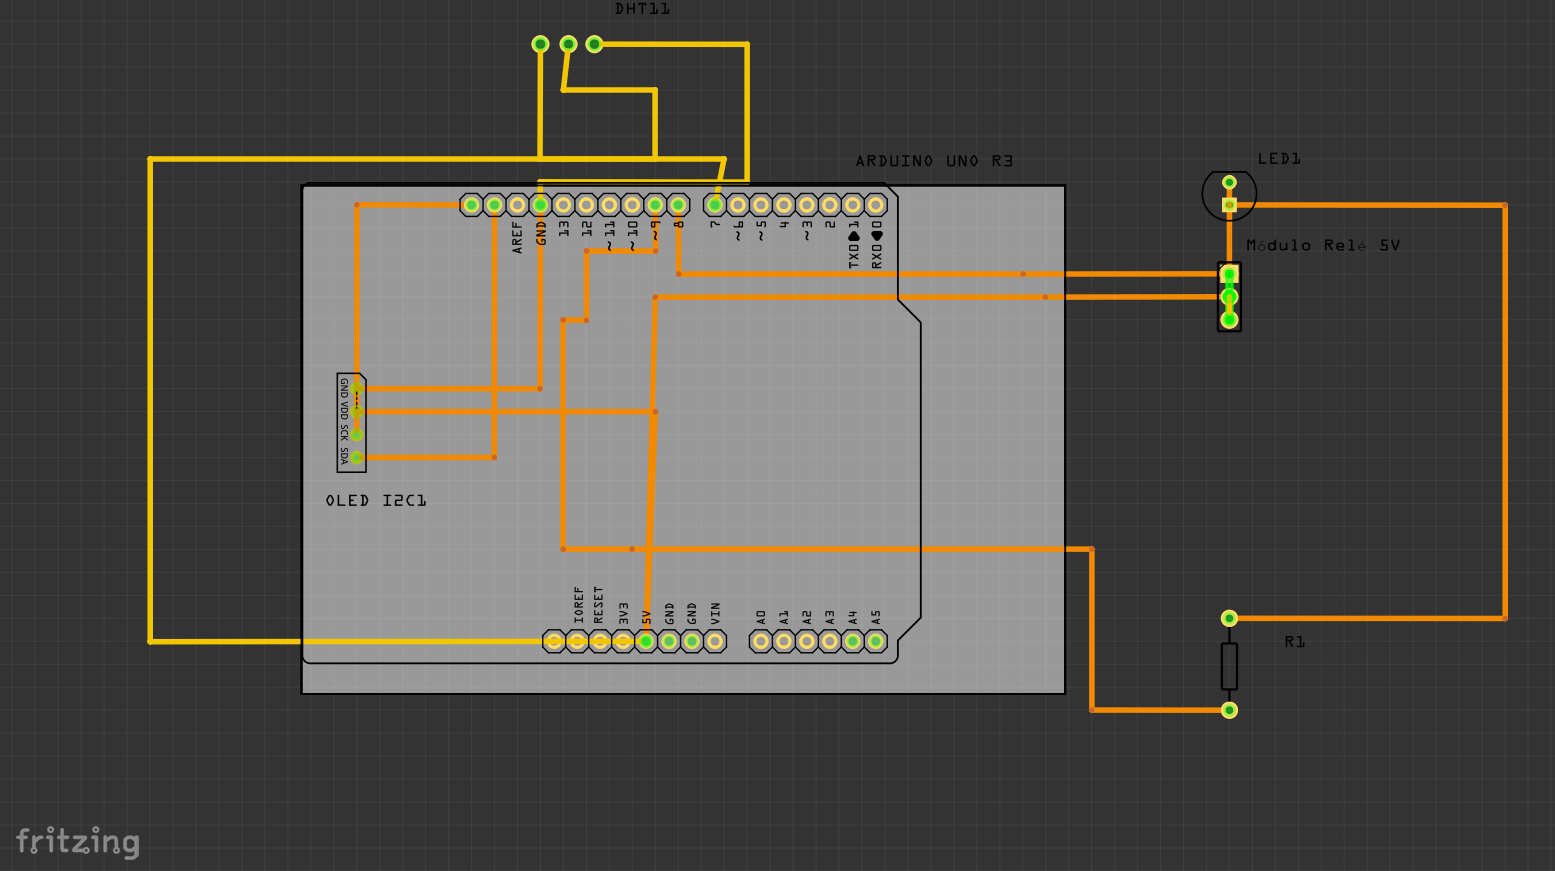 DHT11
ARDUINO UNO R3
LED1
Módulo Relé 5V
AREF
GND
13
12
~11
~10
~9
8
7
~6
~5
4
~3
2
TX0 1
RX0 0
GND
VDD
SCK
SDA
OLED I2C1
IOREF
RESET
3V3
5V
GND
GND
VIN
A0
A1
A2
A3
A4
A5
R1
fritzing